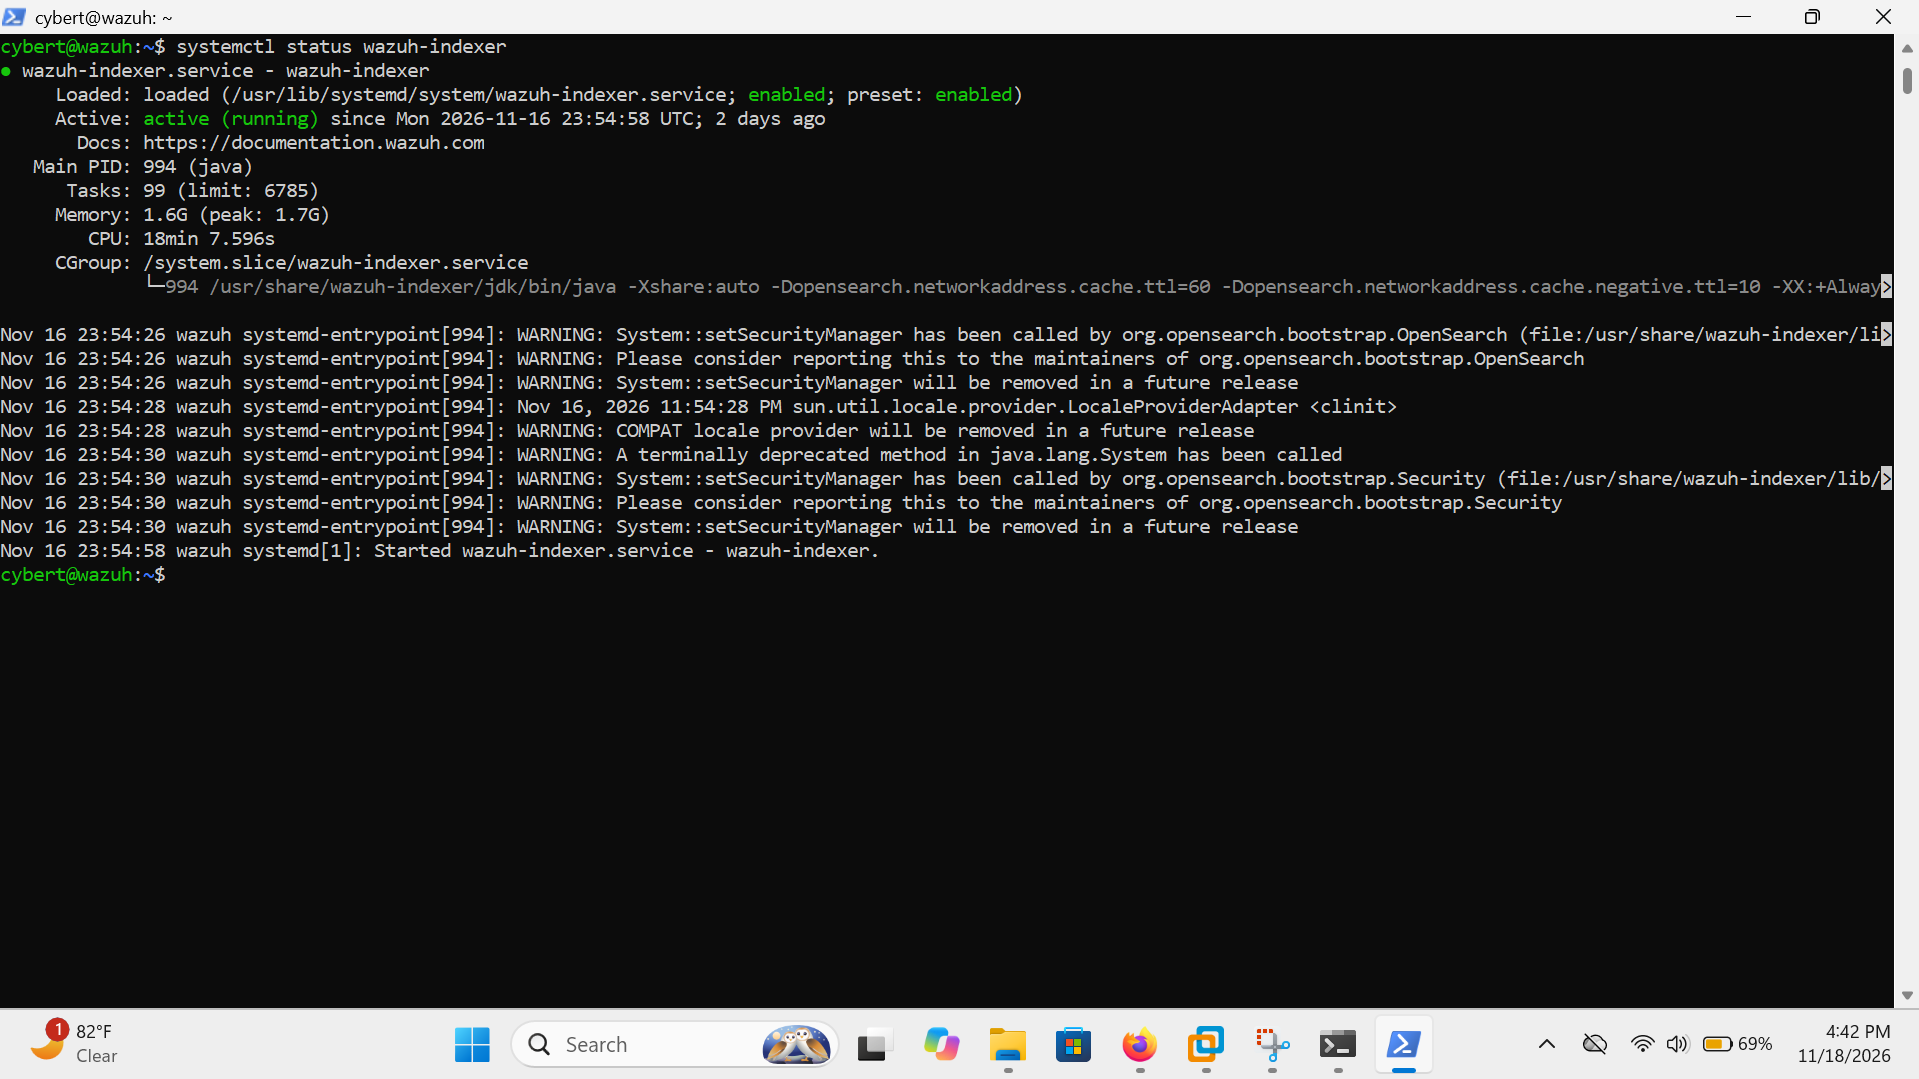 cybert@wazuh: ~
cybert@wazuh:~$ systemctl status wazuh-indexer
● wazuh-indexer.service - wazuh-indexer
     Loaded: loaded (/usr/lib/systemd/system/wazuh-indexer.service; enabled; preset: enabled)
     Active: active (running) since Mon 2026-11-16 23:54:58 UTC; 2 days ago
       Docs: https://documentation.wazuh.com
   Main PID: 994 (java)
      Tasks: 99 (limit: 6785)
     Memory: 1.6G (peak: 1.7G)
        CPU: 18min 7.596s
     CGroup: /system.slice/wazuh-indexer.service
             └─994 /usr/share/wazuh-indexer/jdk/bin/java -Xshare:auto -Dopensearch.networkaddress.cache.ttl=60 -Dopensearch.networkaddress.cache.negative.ttl=10 -XX:+Alway>
Nov 16 23:54:26 wazuh systemd-entrypoint[994]: WARNING: System::setSecurityManager has been called by org.opensearch.bootstrap.OpenSearch (file:/usr/share/wazuh-indexer/li>
Nov 16 23:54:26 wazuh systemd-entrypoint[994]: WARNING: Please consider reporting this to the maintainers of org.opensearch.bootstrap.OpenSearch
Nov 16 23:54:26 wazuh systemd-entrypoint[994]: WARNING: System::setSecurityManager will be removed in a future release
Nov 16 23:54:28 wazuh systemd-entrypoint[994]: Nov 16, 2026 11:54:28 PM sun.util.locale.provider.LocaleProviderAdapter <clinit>
Nov 16 23:54:28 wazuh systemd-entrypoint[994]: WARNING: COMPAT locale provider will be removed in a future release
Nov 16 23:54:30 wazuh systemd-entrypoint[994]: WARNING: A terminally deprecated method in java.lang.System has been called
Nov 16 23:54:30 wazuh systemd-entrypoint[994]: WARNING: System::setSecurityManager has been called by org.opensearch.bootstrap.Security (file:/usr/share/wazuh-indexer/lib/>
Nov 16 23:54:30 wazuh systemd-entrypoint[994]: WARNING: Please consider reporting this to the maintainers of org.opensearch.bootstrap.Security
Nov 16 23:54:30 wazuh systemd-entrypoint[994]: WARNING: System::setSecurityManager will be removed in a future release
Nov 16 23:54:58 wazuh systemd[1]: Started wazuh-indexer.service - wazuh-indexer.
cybert@wazuh:~$
1
82°F
Clear
Search
69%
4:42 PM
11/18/2026